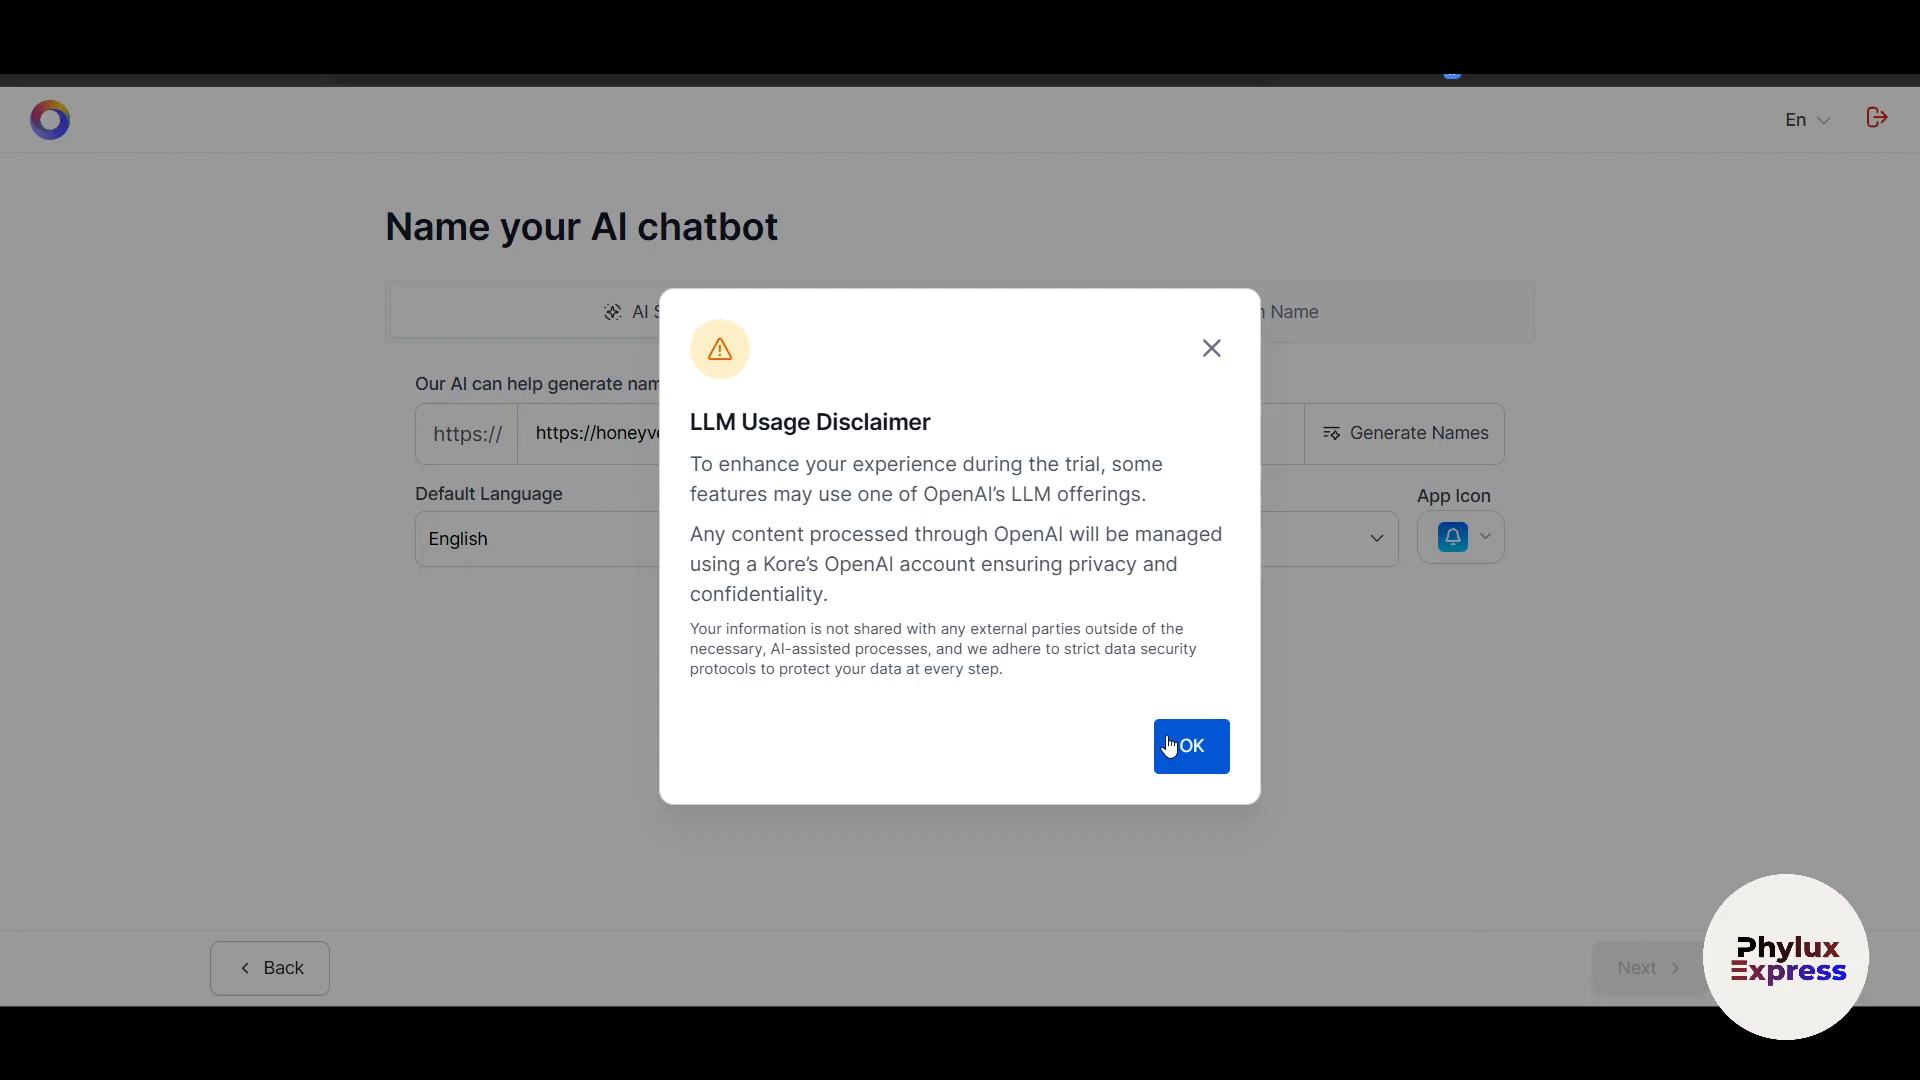 En
Name your AI chatbot
AI
Name
Our AI can help generate
https://
Generate Names
Default Language
App Icon
English
LLM Usage Disclaimer
To enhance your experience during the trial, some
features may use one of OpenAI’s LLM offerings.
Any content processed through OpenAI will be managed
using a Kore’s OpenAI account ensuring privacy and
confidentiality.
Your information is not shared with any external parties outside of the
necessary, AI-assisted processes, and we adhere to strict data security
protocols to protect your data at every step.
OK
Back
Next
Phylux
Express